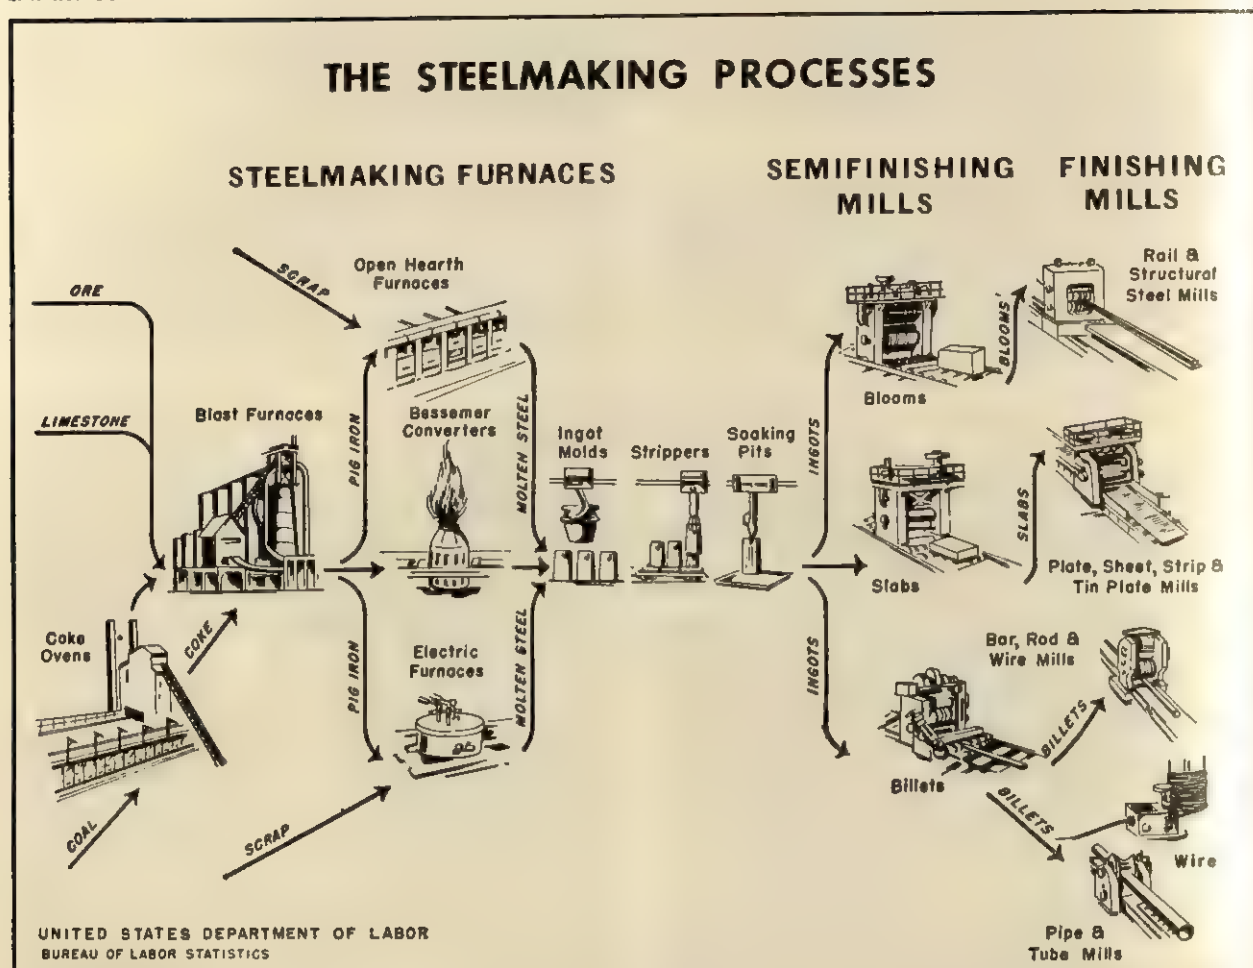 THE STEELMAKING PROCESSES
STEELMAKING FURNACES
SEMIFINISHING
MILLS
FINISHING
MILLS
ORE
LIMESTONE
Blast Furnaces
Coke
Ovens
COAL
COKE
SCRAP
Open Hearth
Furnaces
PIG IRON
Bessemer
Converters
PIG IRON
Electric
Furnaces
SCRAP
MOLTEN STEEL
MOLTEN STEEL
Ingot
Molds
Strippers
Soaking
Pits
INGOTS
INGOTS
Blooms
BLOOMS
Rail &
Structural
Steel Mills
Slabs
SLABS
Plate, Sheet, Strip &
Tin Plate Mills
Billets
BILLETS
Bar, Rod &
Wire Mills
BILLETS
Wire
Pipe &
Tube Mills
UNITED STATES DEPARTMENT OF LABOR
BUREAU OF LABOR STATISTICS